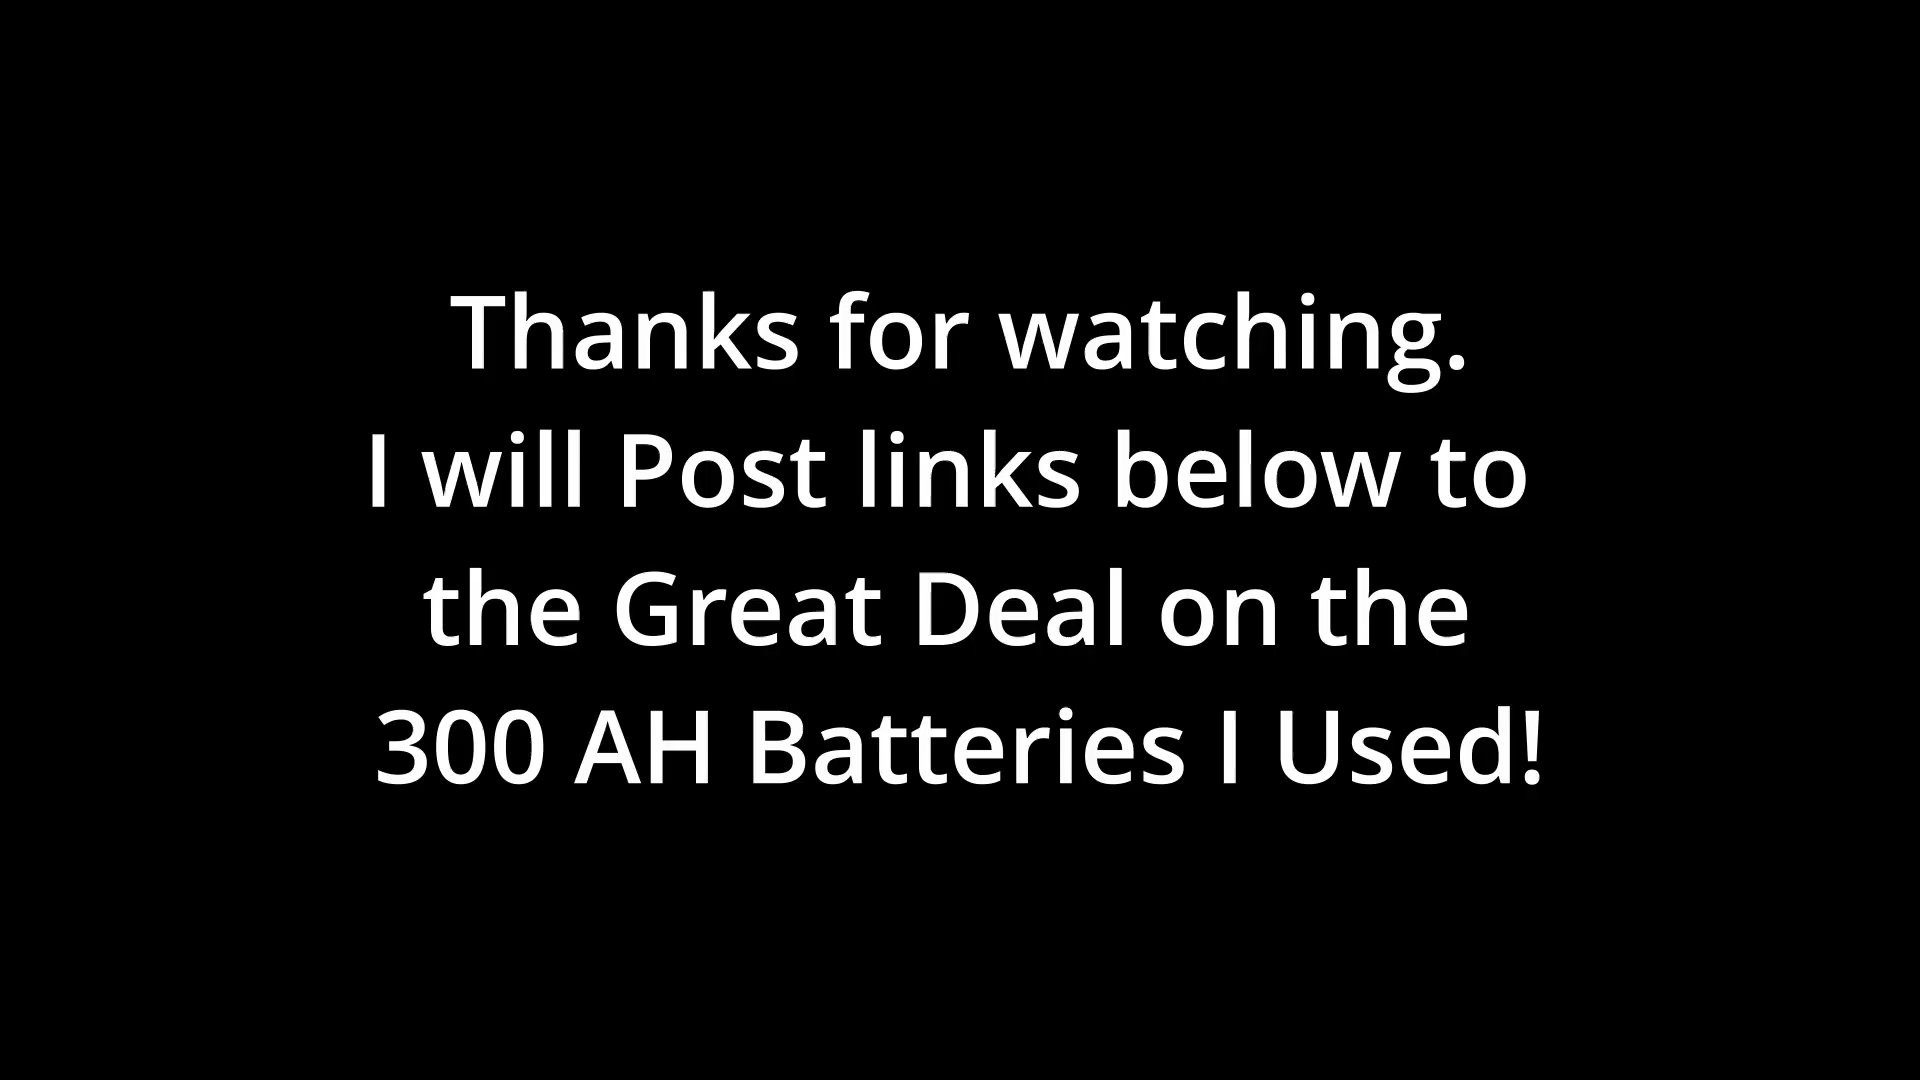 Thanks for watching.
I will Post links below to
the Great Deal on the
300 AH Batteries I Used!